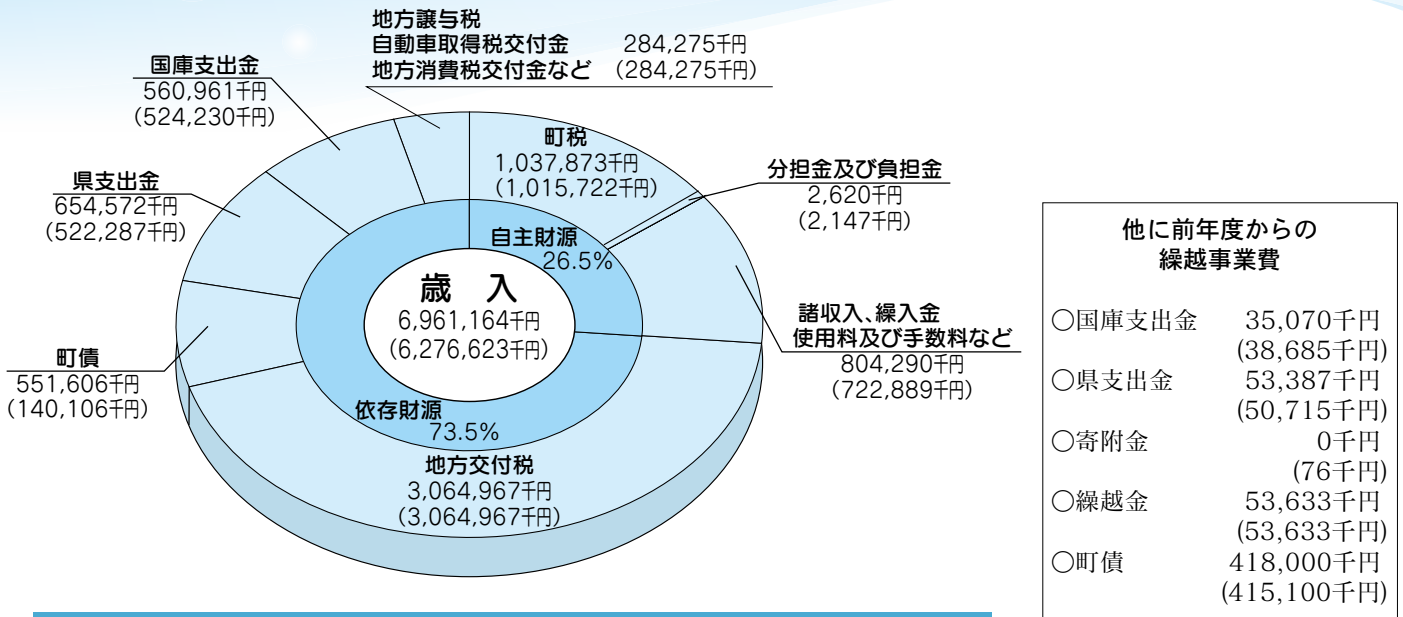 地方譲与税
自動車取得税交付金 284,275千円
地方消費税交付金など (284,275千円)
国庫支出金
560,961千円
(524,230千円)
県支出金
654,572千円
(522,287千円)
町債
551,606千円
(140,106千円)
町税
1,037,873千円
(1,015,722千円)
分担金及び負担金
2,620千円
(2,147千円)
諸収入、繰入金
使用料及び手数料など
804,290千円
(722,889千円)
自主財源
26.5%
歳 入
6,961,164千円
(6,276,623千円)
依存財源
73.5%
地方交付税
3,064,967千円
(3,064,967千円)
他に前年度からの
繰越事業費
○国庫支出金 35,070千円
(38,685千円)
○県支出金 53,387千円
(50,715千円)
○寄附金 0千円
(76千円)
○繰越金 53,633千円
(53,633千円)
○町債 418,000千円
(415,100千円)